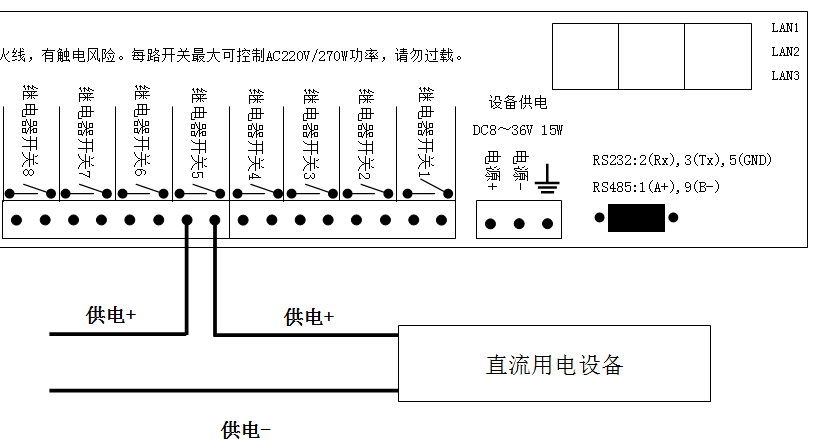 LAN1
LAN2
LAN3
火线，有触电风险。每路开关最大可控制AC220V/270W功率，请勿过载。
继电器开关8
继电器开关7
继电器开关6
继电器开关5
继电器开关4
继电器开关3
继电器开关2
继电器开关1
设备供电
DC8～36V 15W
电源+
电源-
RS232:2(Rx),3(Tx),5(GND)
RS485:1(A+),9(B-)
供电+
供电+
直流用电设备
供电-